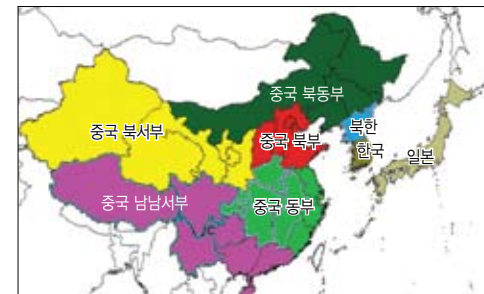 중국 북동부
중국 북서부
중국 북부
북한
한국
일본
중국 남남서부
중국 동부